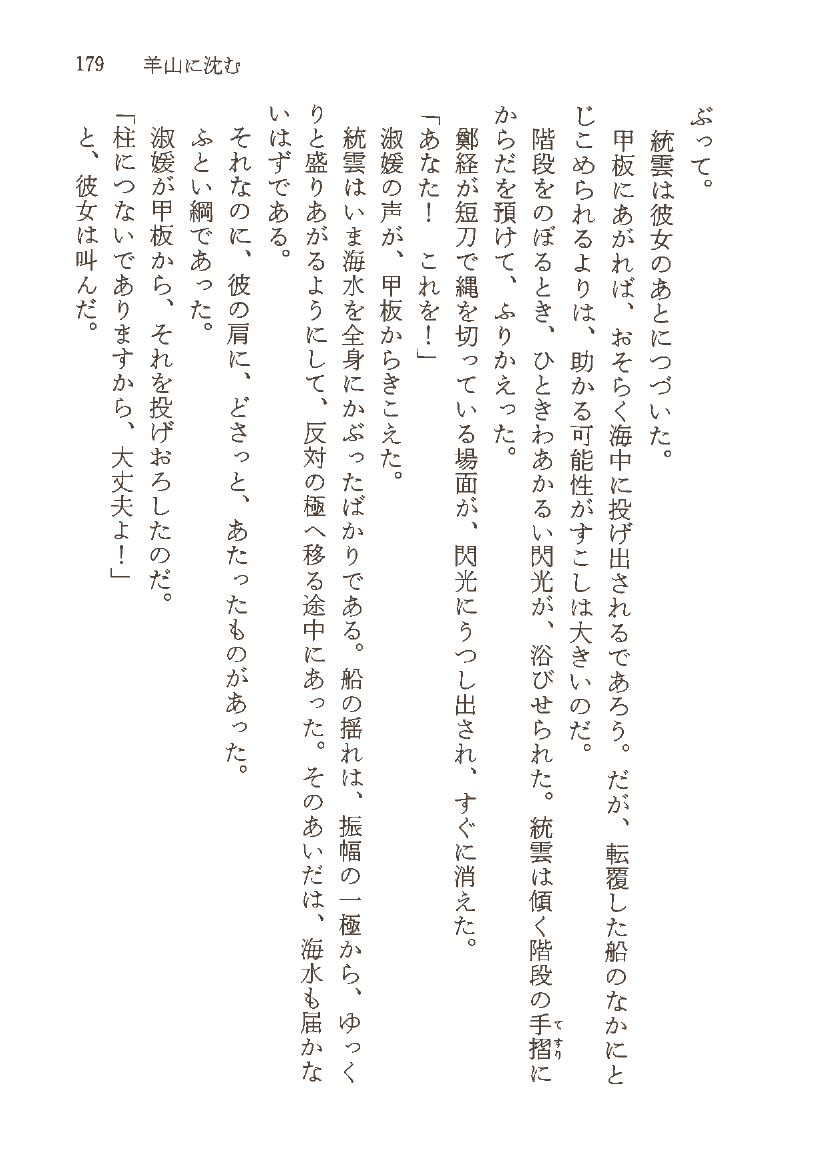 179　羊山に沈む
ぶって。
　統雲は彼女のあとにつづいた。
　甲板にあがれば、おそらく海中に投げ出されるであろう。だが、転覆した船のなかにと
じこめられるよりは、助かる可能性がすこしは大きいのだ。
　階段をのぼるとき、ひときわあかるい閃光が、浴びせられた。統雲は傾く階段の手摺に
てすり
からだを預けて、ふりかえった。
　鄭経が短刀で縄を切っている場面が、閃光にうつし出され、すぐに消えた。
「あなた！　これを！」
　淑媛の声が、甲板からきこえた。
　統雲はいま海水を全身にかぶったばかりである。船の揺れは、振幅の一極から、ゆっく
りと盛りあがるようにして、反対の極へ移る途中にあった。そのあいだは、海水も届かな
いはずである。
　それなのに、彼の肩に、どさっと、あたったものがあった。
　ふとい綱であった。
　淑媛が甲板から、それを投げおろしたのだ。
「柱につないでありますから、大丈夫よ！」
　と、彼女は叫んだ。